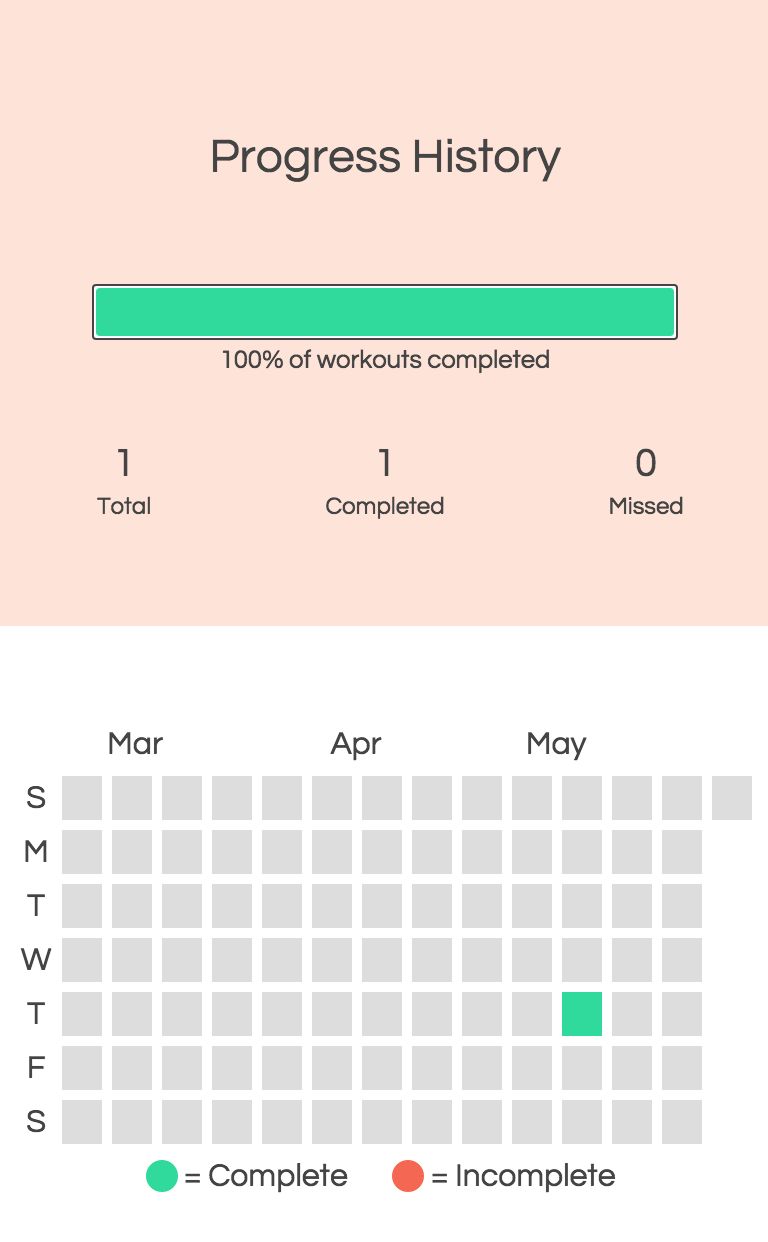 Progress History
100% of workouts completed
1 1 0
Total Completed Missed
Mar Apr May
S
M
T
W
T
F
S
= Complete = Incomplete